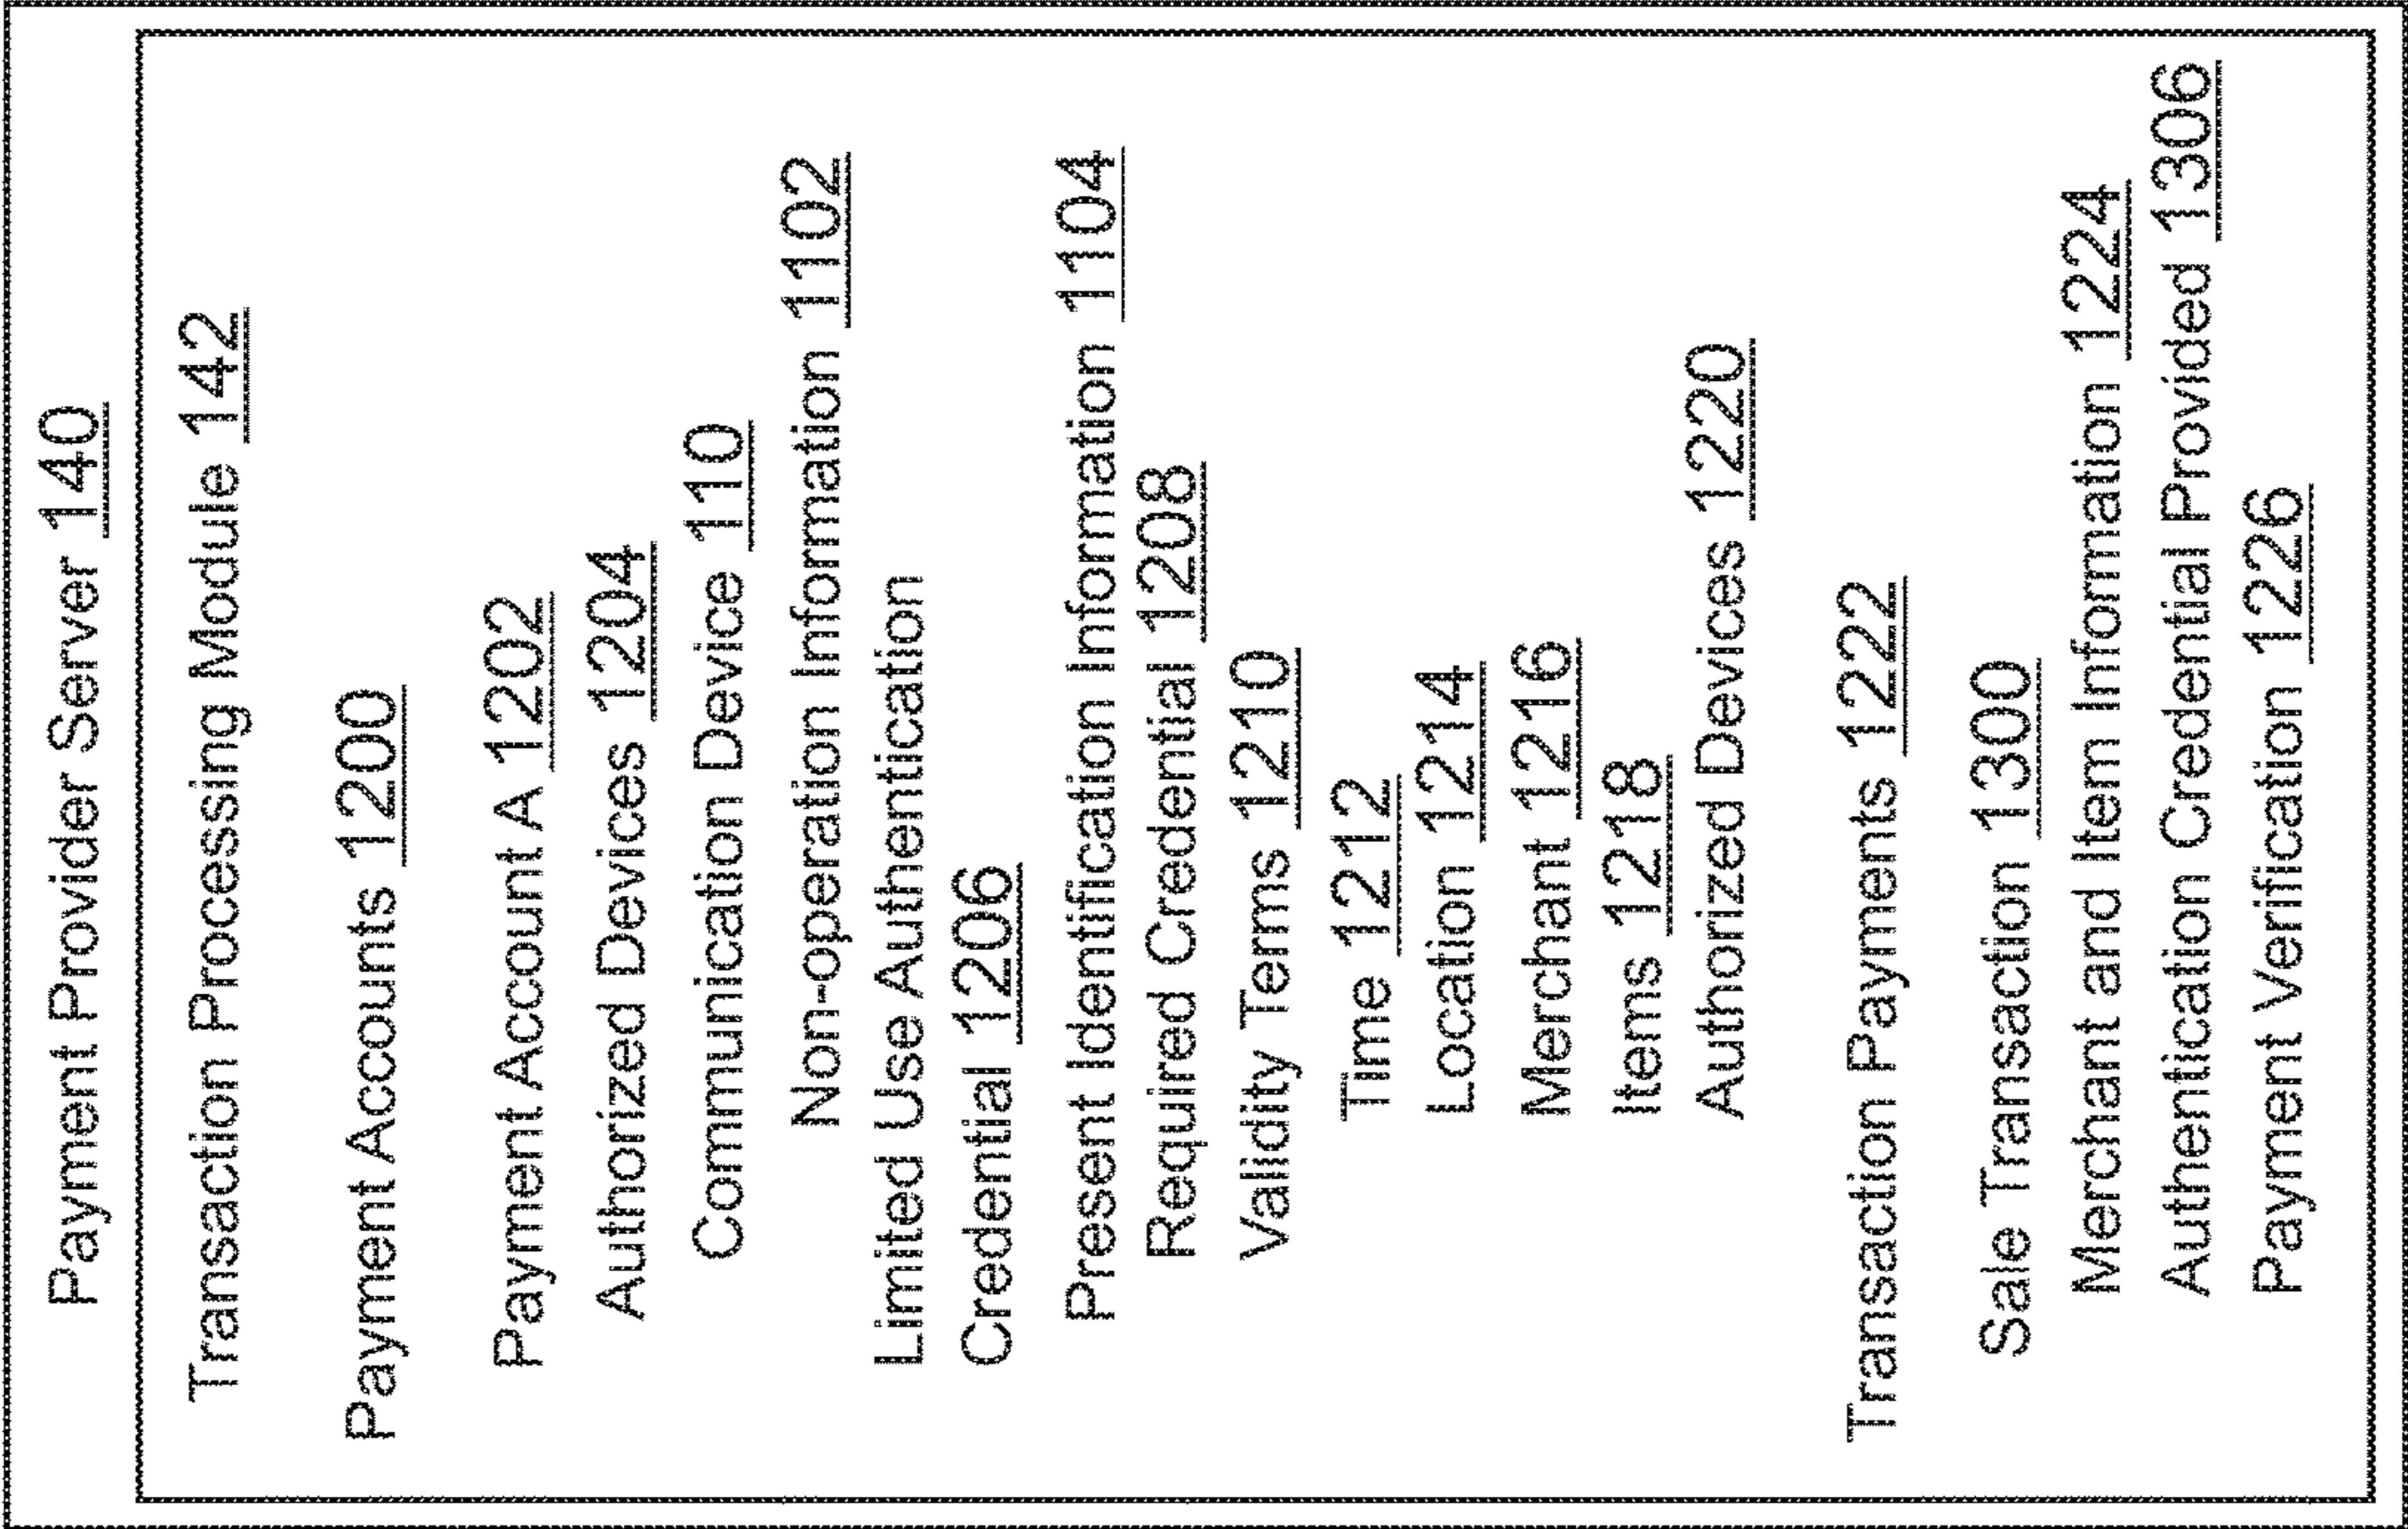 Payment Provider Server 140
Transaction Processing Module 142
Payment Accounts 1200
Payment Account A 1202
Authorized Devices 1204
Communication Device 110
Non-operation Information 1102
Limited Use Authentication
Credential 1206
Present Identification Information 1104
Required Credential 1208
Validity Terms 1210
Time 1212
Location 1214
Merchant 1216
Items 1218
Authorized Devices 1220
Transaction Payments 1222
Sale Transaction 1300
Merchant and Item Information 1224
Authentication Credential Provided 1306
Payment Verification 1226